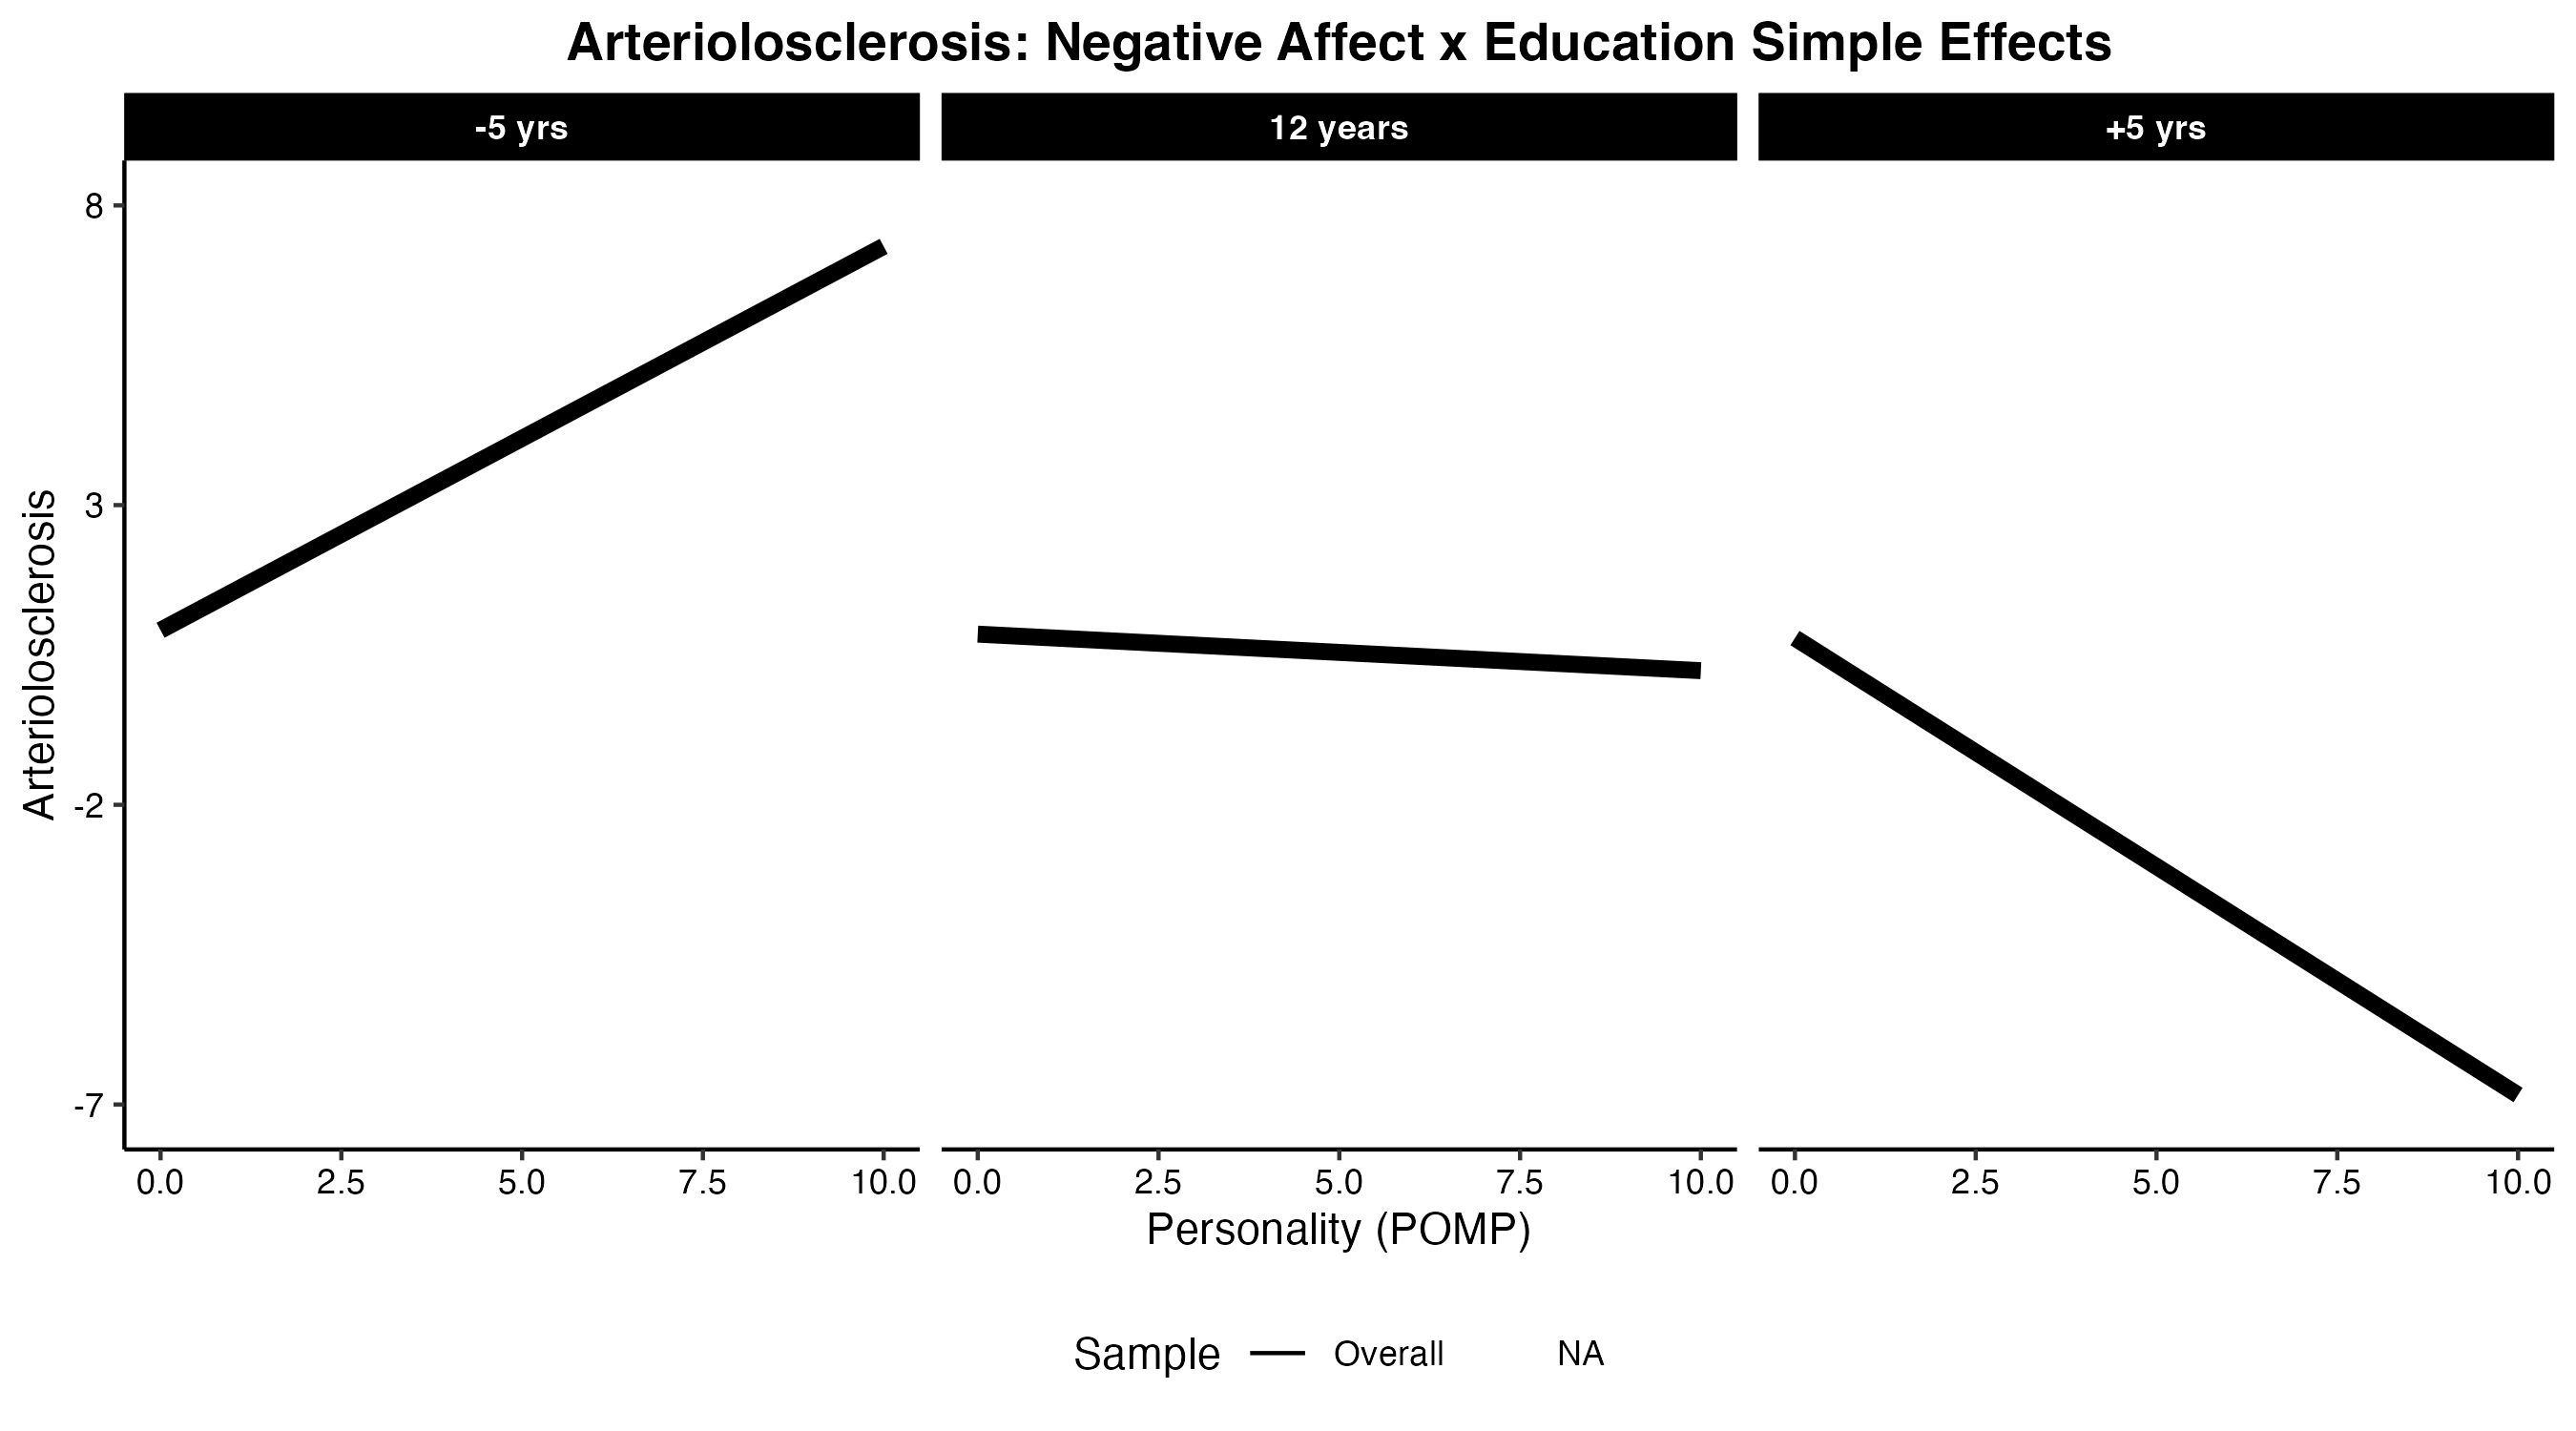 Arteriolosclerosis: Negative Affect x Education Simple Effects
-5 yrs
12 years
+5 yrs
Arteriolosclerosis
8
3
-2
-7
0.0 2.5 5.0 7.5 10.0
0.0 2.5 5.0 7.5 10.0
0.0 2.5 5.0 7.5 10.0
Personality (POMP)
Sample Overall NA